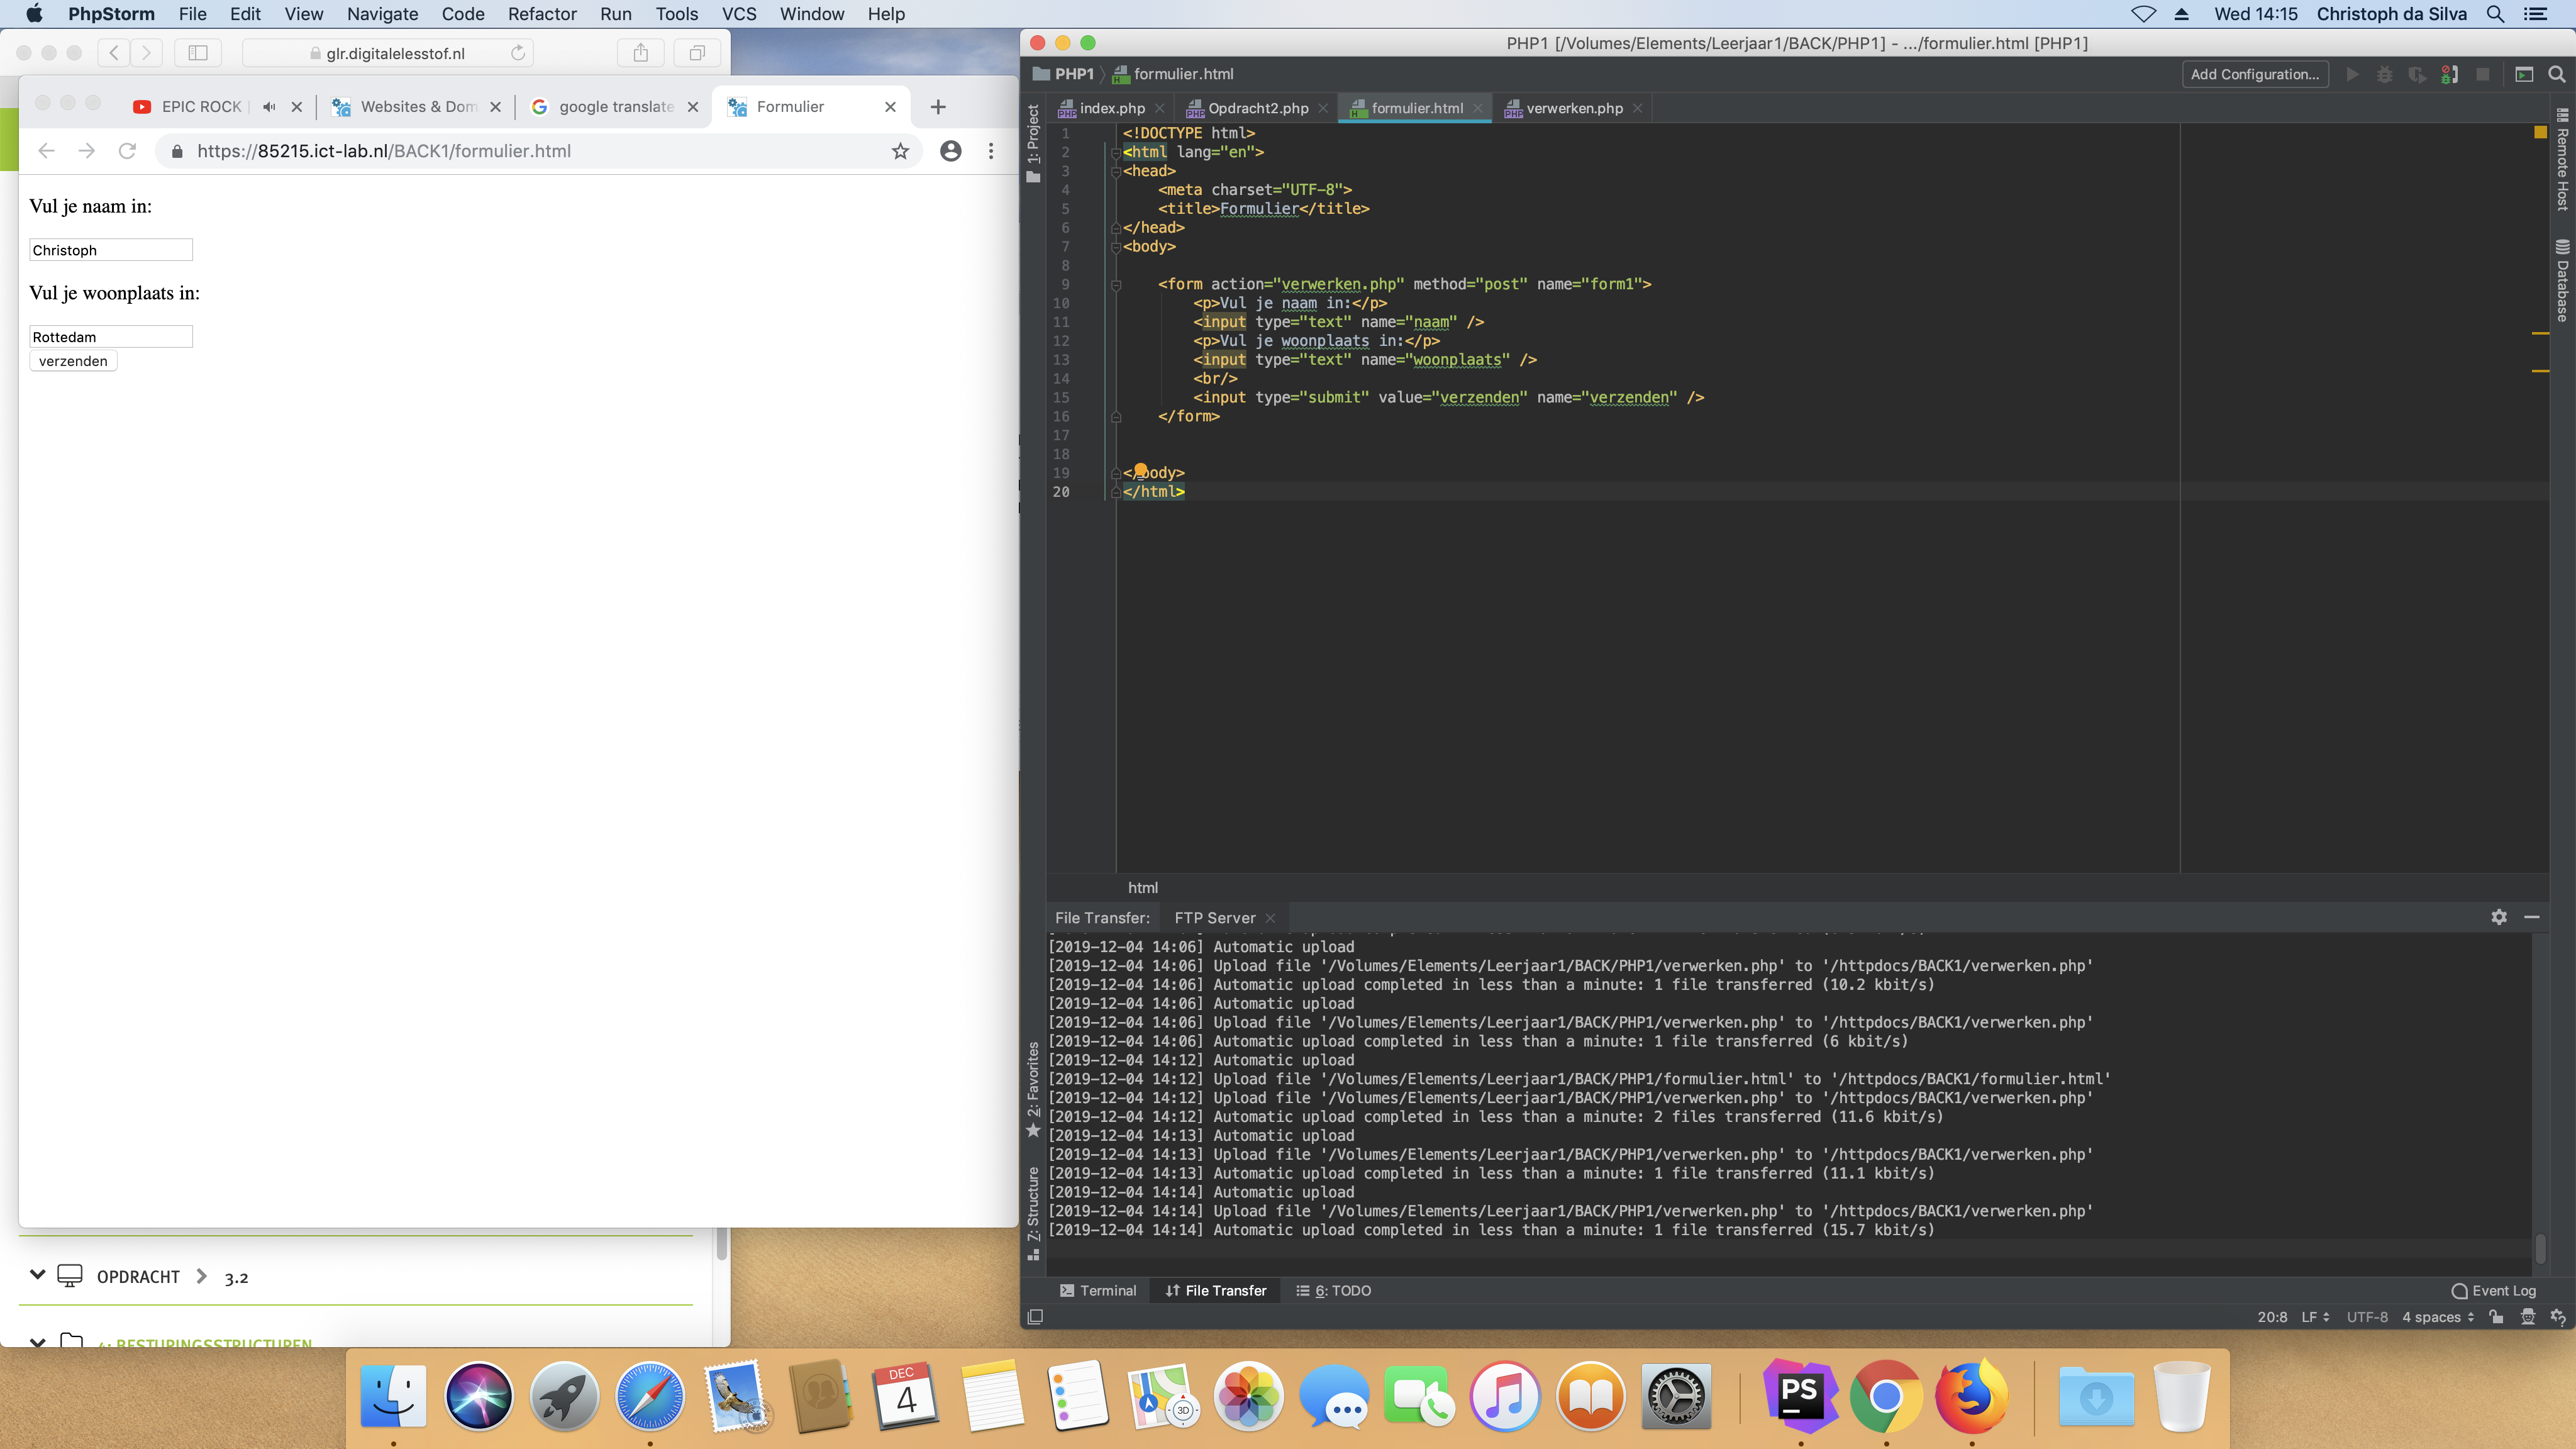 PhpStorm File Edit View Navigate Code Refactor Run Tools VCS Window Help
Wed 14:15 Christoph da Silva
glr.digitalelesstof.nl
EPIC ROCK
Websites & Dom
google translate
Formulier
https://85215.ict-lab.nl/BACK1/formulier.html
Vul je naam in:
Christoph
Vul je woonplaats in:
Rottedam
verzenden
OPDRACHT 3.2
PHP1 [/Volumes/Elements/Leerjaar1/BACK/PHP1] - .../formulier.html [PHP1]
PHP1 formulier.html
Add Configuration...
index.php
Opdracht2.php
formulier.html
verwerken.php
1: Project
Remote Host
Database
1 <!DOCTYPE html>
2 <html lang="en">
3 <head>
4 <meta charset="UTF-8">
5 <title>Formulier</title>
6 </head>
7 <body>
8
9 <form action="verwerken.php" method="post" name="form1">
10 <p>Vul je naam in:</p>
11 <input type="text" name="naam" />
12 <p>Vul je woonplaats in:</p>
13 <input type="text" name="woonplaats" />
14 <br/>
15 <input type="submit" value="verzenden" name="verzenden" />
16 </form>
17
18
19 </body>
20 </html>
html
File Transfer: FTP Server
[2019-12-04 14:06] Automatic upload
[2019-12-04 14:06] Upload file '/Volumes/Elements/Leerjaar1/BACK/PHP1/verwerken.php' to '/httpdocs/BACK1/verwerken.php'
[2019-12-04 14:06] Automatic upload completed in less than a minute: 1 file transferred (10.2 kbit/s)
[2019-12-04 14:06] Automatic upload
[2019-12-04 14:06] Upload file '/Volumes/Elements/Leerjaar1/BACK/PHP1/verwerken.php' to '/httpdocs/BACK1/verwerken.php'
[2019-12-04 14:06] Automatic upload completed in less than a minute: 1 file transferred (6 kbit/s)
[2019-12-04 14:12] Automatic upload
[2019-12-04 14:12] Upload file '/Volumes/Elements/Leerjaar1/BACK/PHP1/formulier.html' to '/httpdocs/BACK1/formulier.html'
[2019-12-04 14:12] Upload file '/Volumes/Elements/Leerjaar1/BACK/PHP1/verwerken.php' to '/httpdocs/BACK1/verwerken.php'
[2019-12-04 14:12] Automatic upload completed in less than a minute: 2 files transferred (11.6 kbit/s)
[2019-12-04 14:13] Automatic upload
[2019-12-04 14:13] Upload file '/Volumes/Elements/Leerjaar1/BACK/PHP1/verwerken.php' to '/httpdocs/BACK1/verwerken.php'
[2019-12-04 14:13] Automatic upload completed in less than a minute: 1 file transferred (11.1 kbit/s)
[2019-12-04 14:14] Automatic upload
[2019-12-04 14:14] Upload file '/Volumes/Elements/Leerjaar1/BACK/PHP1/verwerken.php' to '/httpdocs/BACK1/verwerken.php'
[2019-12-04 14:14] Automatic upload completed in less than a minute: 1 file transferred (15.7 kbit/s)
2: Favorites
Z: Structure
Terminal
File Transfer
6: TODO
Event Log
20:8 LF UTF-8 4 spaces
DEC
4
3D
PS